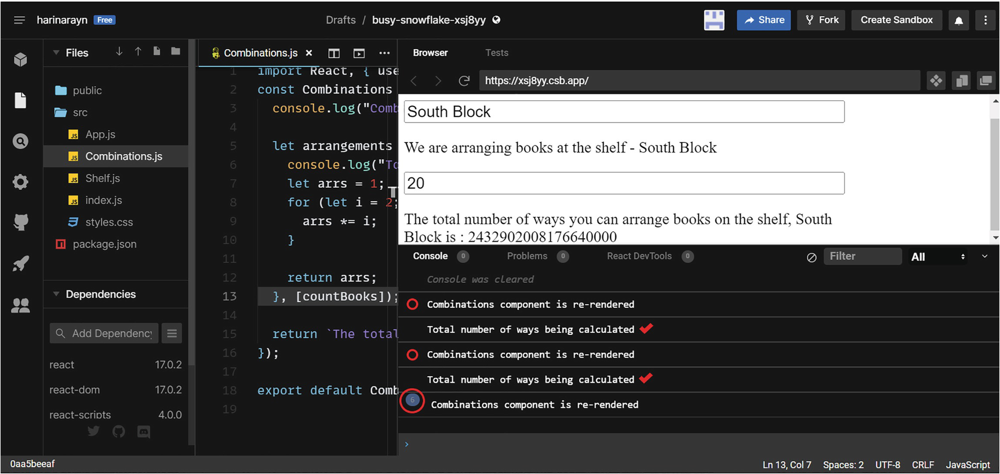 harinarayn Free
Drafts / busy-snowflake-xsj8yy
Share
Fork
Create Sandbox
Files
public
src
JS App.js
JS Combinations.js
JS Shelf.js
JS index.js
styles.css
package.json
Dependencies
Add Dependency
react 17.0.2
react-dom 17.0.2
react-scripts 4.0.0
Combinations.js
1 import React, { use
2 const Combinations
3 console.log("Comb
4
5 let arrangements
6 console.log("To
7 let arrs = 1;
8 for (let i = 2;
9 arrs *= i;
10 }
11
12 return arrs;
13 }, [countBooks]);
14
15 return `The total
16 });
17
18 export default Comb
19
Browser Tests
https://xsj8yy.csb.app/
South Block
We are arranging books at the shelf - South Block
20
The total number of ways you can arrange books on the shelf, South
Block is : 2432902008176640000
Console 0 Problems 0 React DevTools 0 Filter All
Console was cleared
Combinations component is re-rendered
Total number of ways being calculated
Combinations component is re-rendered
Total number of ways being calculated
6 Combinations component is re-rendered
0aa5beeaf
Ln 13, Col 7 Spaces: 2 UTF-8 CRLF JavaScript